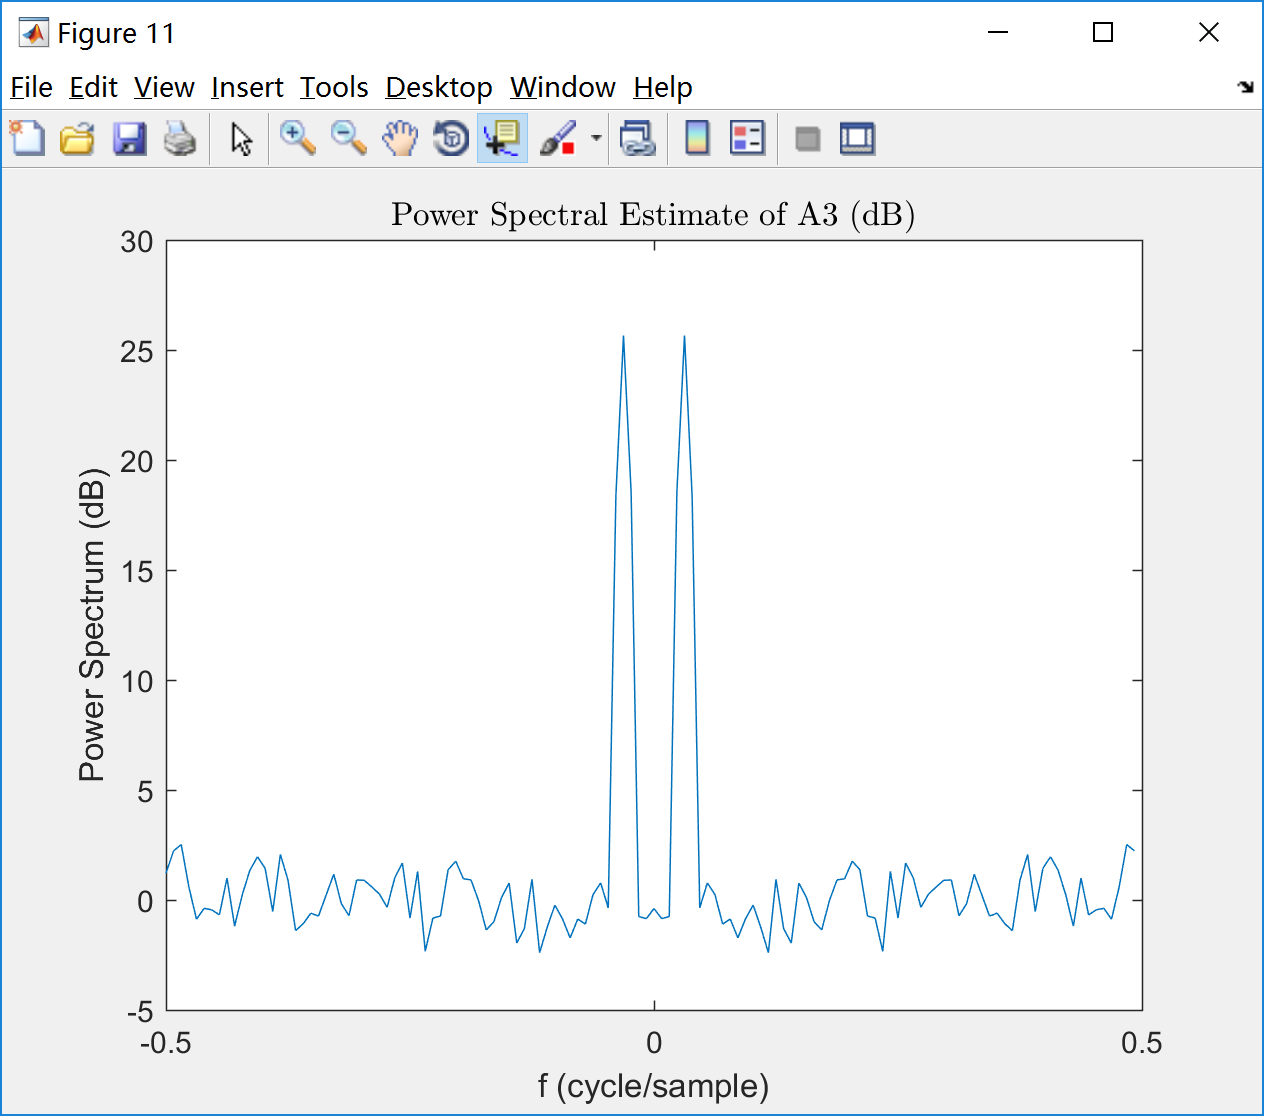 Figure 11
File Edit View Insert Tools Desktop Window Help
Power Spectral Estimate of A3 (dB)
30
25
20
15
10
5
0
-5
Power Spectrum (dB)
-0.5 0 0.5
f (cycle/sample)